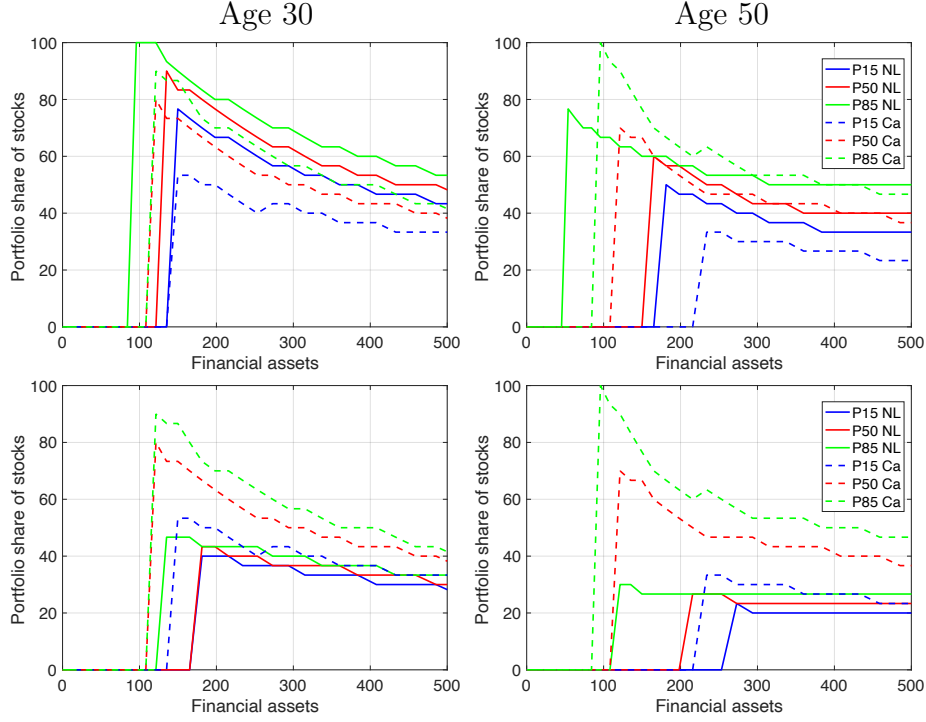 Age 30
Age 50
Portfolio share of stocks
100
80
60
40
20
0
0 100 200 300 400 500
Financial assets
Portfolio share of stocks
100
80
60
40
20
0
P15 NL
P50 NL
P85 NL
P15 Ca
P50 Ca
P85 Ca
0 100 200 300 400 500
Financial assets
Portfolio share of stocks
100
80
60
40
20
0
0 100 200 300 400 500
Financial assets
Portfolio share of stocks
100
80
60
40
20
0
P15 NL
P50 NL
P85 NL
P15 Ca
P50 Ca
P85 Ca
0 100 200 300 400 500
Financial assets